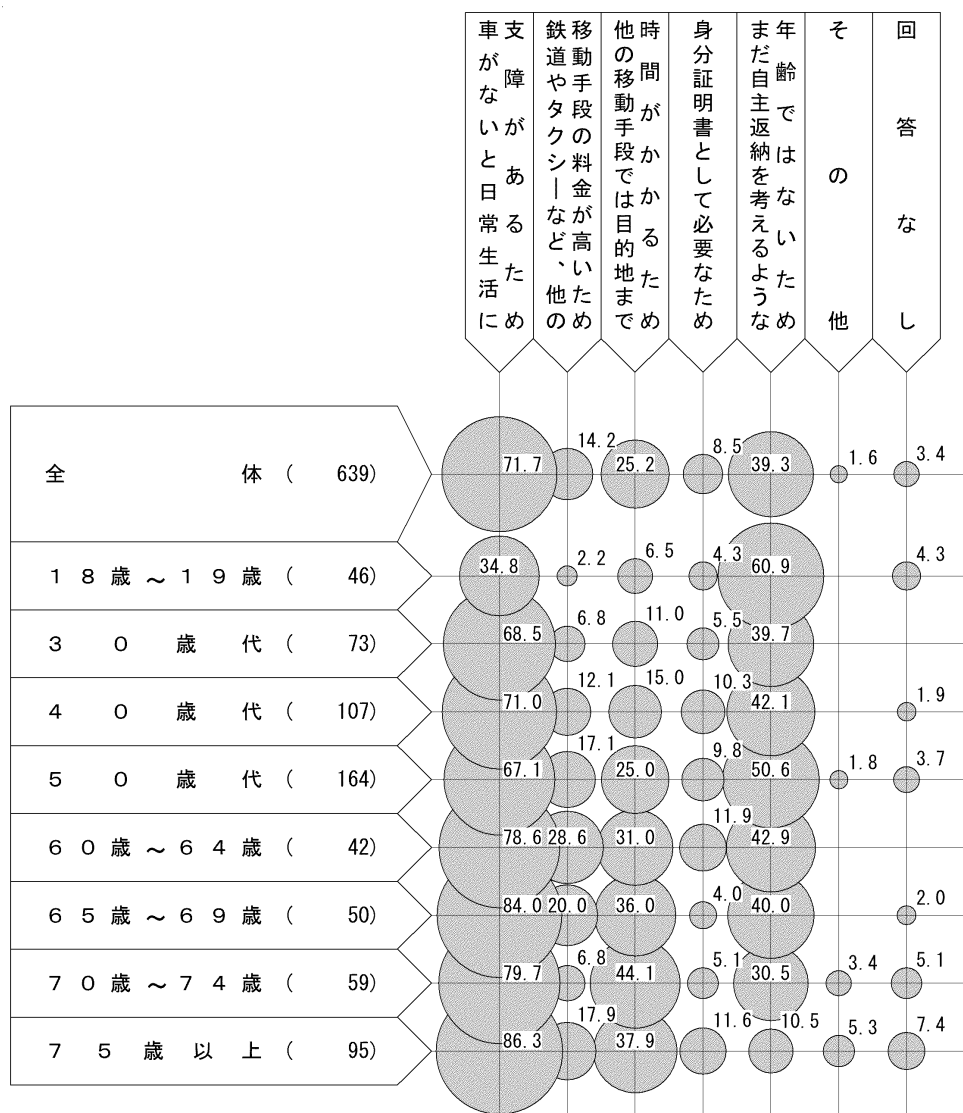 車がないと日常生活に
支障があるため
鉄道やタクシーなど、他の
移動手段の料金が高いため
他の移動手段では目的地まで
時間がかかるため
身分証明書として必要なため
まだ自主返納を考えるような
年齢ではないため
その他
回答なし
全体(639) 71.7 14.2 25.2 8.5 39.3 1.6 3.4
18歳~19歳(46) 34.8 2.2 6.5 4.3 60.9 4.3
30歳代(73) 68.5 6.8 11.0 5.5 39.7
40歳代(107) 71.0 12.1 15.0 10.3 42.1 1.9
50歳代(164) 67.1 17.1 25.0 9.8 50.6 1.8 3.7
60歳~64歳(42) 78.6 28.6 31.0 11.9 42.9
65歳~69歳(50) 84.0 20.0 36.0 4.0 40.0 2.0
70歳~74歳(59) 79.7 6.8 44.1 5.1 30.5 3.4 5.1
75歳以上(95) 86.3 17.9 37.9 11.6 10.5 5.3 7.4